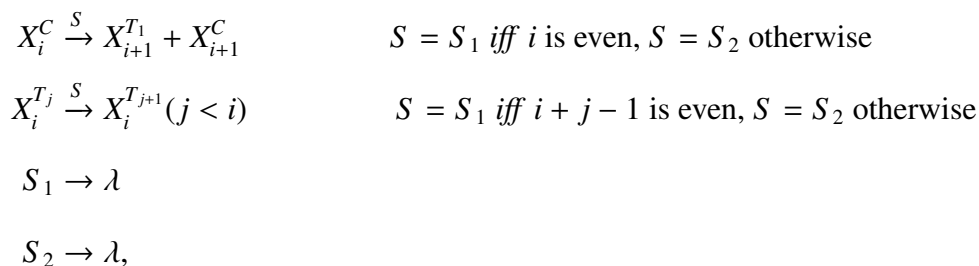 X_i^C \xrightarrow{S} X_{i+1}^{T_1} + X_{i+1}^C S = S_1 iff i is even, S = S_2 otherwise
X_i^{T_j} \xrightarrow{S} X_i^{T_{j+1}} (j < i) S = S_1 iff i + j − 1 is even, S = S_2 otherwise
S_1 → λ
S_2 → λ,